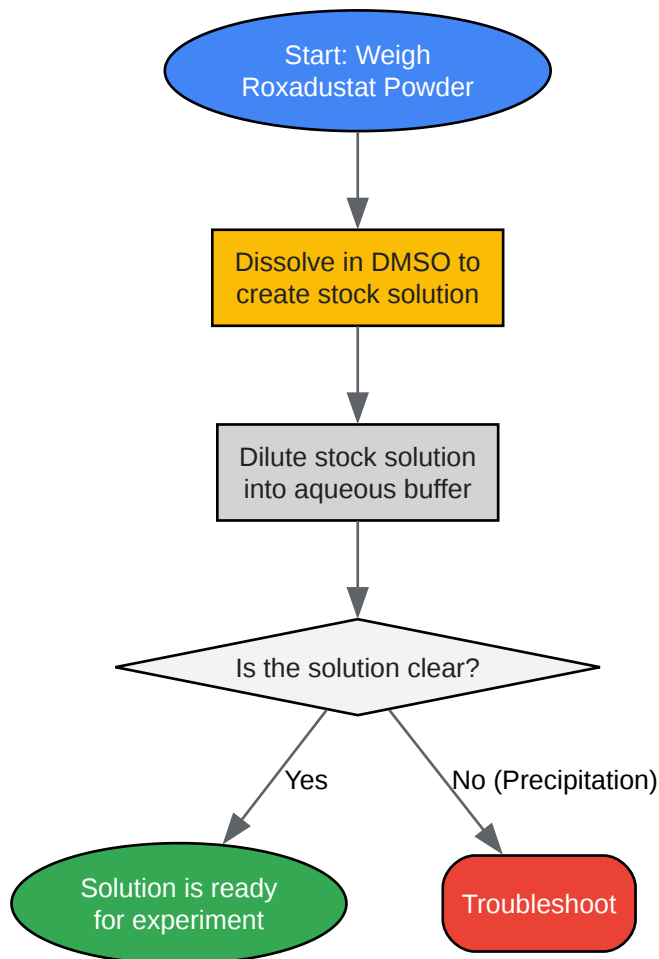 Start: Weigh
Roxadustat Powder
Dissolve in DMSO to
create stock solution
Dilute stock solution
into aqueous buffer
Is the solution clear?
Yes
No (Precipitation)
Solution is ready
for experiment
Troubleshoot